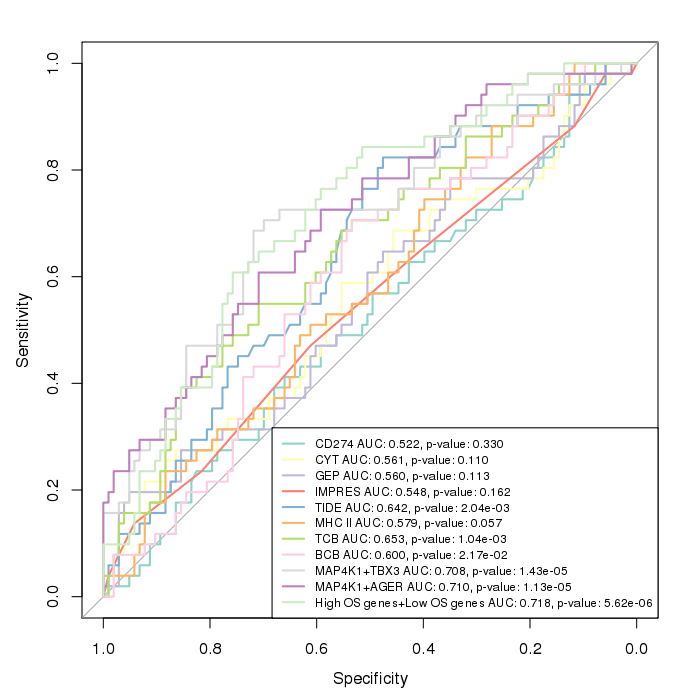 1.0
0.8
0.6
0.4
0.2
0.0
Sensitivity
CD274 AUC: 0.522, p-value: 0.330
CYT AUC: 0.561, p-value: 0.110
GEP AUC: 0.560, p-value: 0.113
IMPRES AUC: 0.548, p-value: 0.162
TIDE AUC: 0.642, p-value: 2.04e-03
MHC II AUC: 0.579, p-value: 0.057
TCB AUC: 0.653, p-value: 1.04e-03
BCB AUC: 0.600, p-value: 2.17e-02
MAP4K1+TBX3 AUC: 0.708, p-value: 1.43e-05
MAP4K1+AGER AUC: 0.710, p-value: 1.13e-05
High OS genes+Low OS genes AUC: 0.718, p-value: 5.62e-06
1.0 0.8 0.6 0.4 0.2 0.0
Specificity